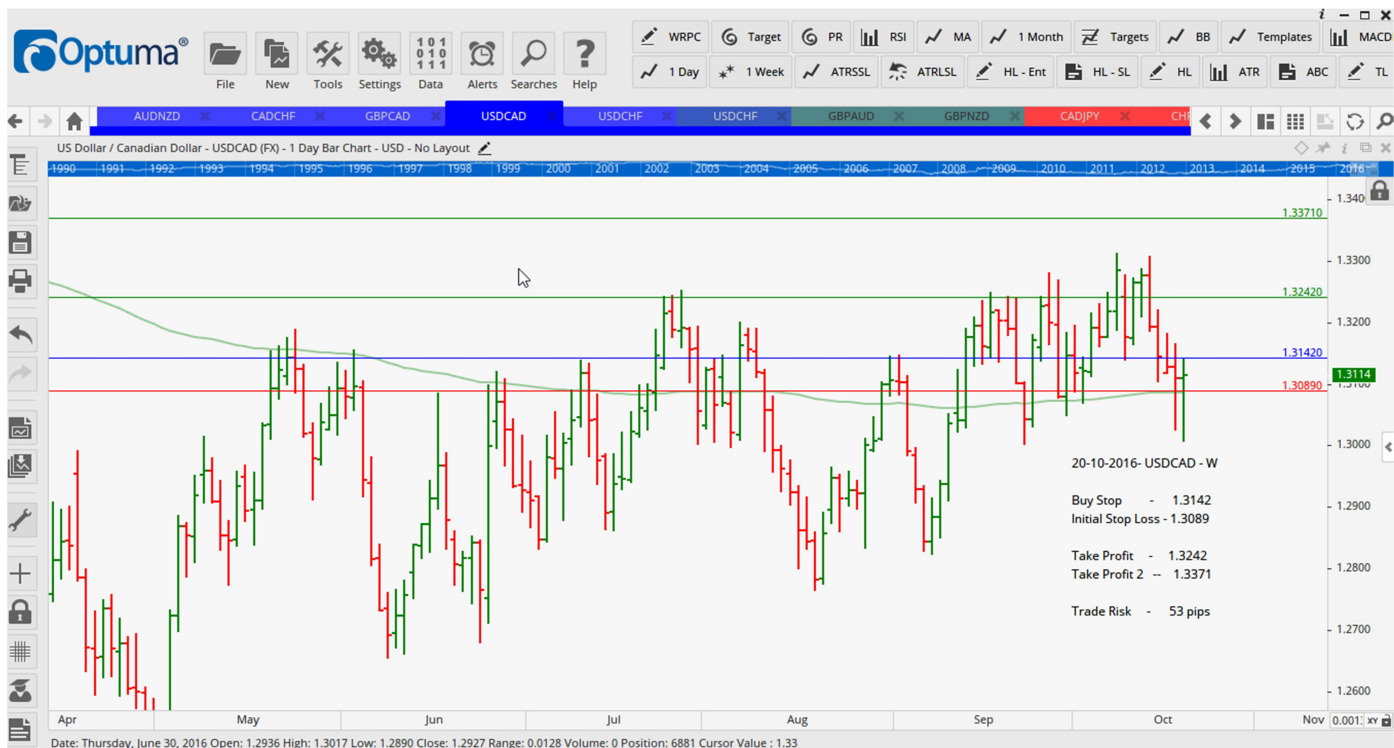 Optuma®
File New Tools Settings Data Alerts Searches Help
WRPC Target PR RSI MA 1 Month Targets BB Templates MACD
1 Day 1 Week ATRSSL ATRLSL HL - Ent HL - SL HL ATR ABC TL
AUDNZD CADCHF GBPCAD USDCAD USDCHF USDCHF GBPAUD GBPNZD CADJPY
US Dollar / Canadian Dollar - USDCAD (FX) - 1 Day Bar Chart - USD - No Layout
1990 1991 1992 1993 1994 1995 1996 1997 1998 1999 2000 2001 2002 2003 2004 2005 2006 2007 2008 2009 2010 2011 2012 2013 2014 2015 2016
1.340
1.33710
1.3300
1.32420
1.3200
1.31420
1.3114
1.3100
1.30890
1.3000
20-10-2016- USDCAD - W
Buy Stop - 1.3142
1.2900
Initial Stop Loss - 1.3089
Take Profit - 1.3242
1.2800
Take Profit 2 -- 1.3371
Trade Risk - 53 pips
1.2700
1.2600
Apr May Jun Jul Aug Sep Oct Nov XY
Date: Thursday, June 30, 2016 Open: 1.2936 High: 1.3017 Low: 1.2890 Close: 1.2927 Range: 0.0128 Volume: 0 Position: 6881 Cursor Value : 1.33